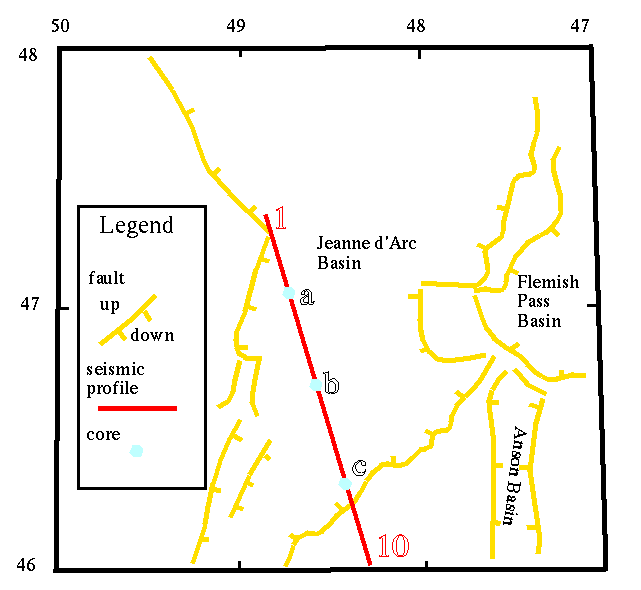 50
49
48
47
48
1
Jeanne d'Arc
Basin
Legend
fault
up
down
seismic
profile
core
a
b
c
47
Flemish
Pass
Basin
Anson Basin
10
46